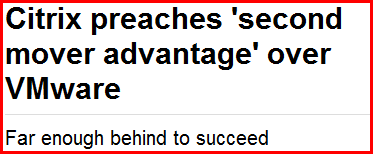 Citrix preaches 'second
mover advantage' over
VMware
Far enough behind to succeed